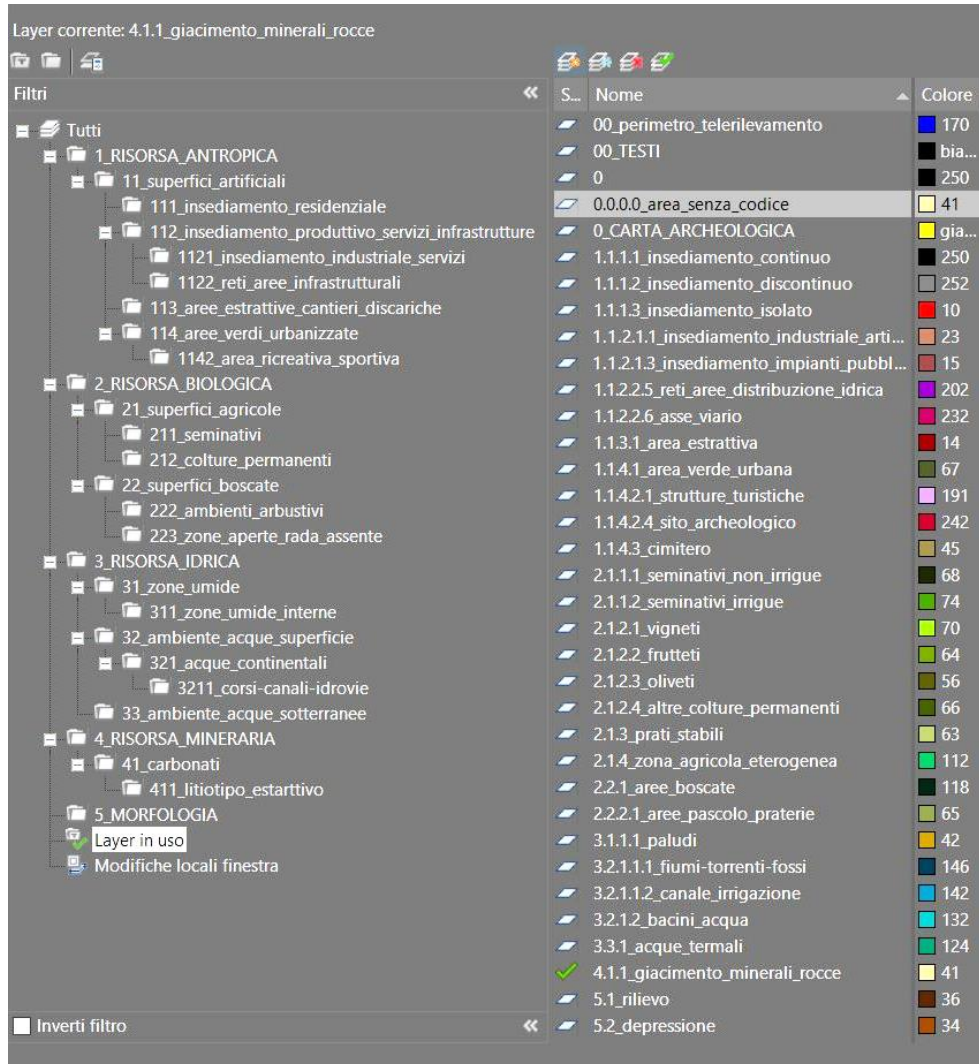 Layer corrente: 4.1.1_giacimento_minerali_rocce
Filtri
Tutti
1_RISORSA_ANTROPICA
11_superfici_artificiali
111_insediamento_residenziale
112_insediamento_produttivo_servizi_infrastrutture
1121_insediamento_industriale_servizi
1122_reti_aree_infrastrutturali
113_aree_estrattive_cantieri_discariche
114_aree_verdi_urbanizzate
1142_area_ricreativa_sportiva
2_RISORSA_BIOLOGICA
21_superfici_agricole
211_seminativi
212_colture_permanenti
22_superfici_boscate
222_ambienti_arbustivi
223_zone_aperte_rada_assente
3_RISORSA_IDRICA
31_zone_umide
311_zone_umide_interne
32_ambiente_acque_superficie
321_acque_continentali
3211_corsi-canali-idrovie
33_ambiente_acque_sotterranee
4_RISORSA_MINERARIA
41_carbonati
411_litiotipo_estarttivo
5_MORFOLOGIA
Layer in uso
Modifiche locali finestra
Inverti filtro
S... Nome Colore
00_perimetro_telerilevamento 170
00_TESTI bia...
0 250
0.0.0.0_area_senza_codice 41
0_CARTA_ARCHEOLOGICA gia...
1.1.1.1_insediamento_continuo 250
1.1.1.2_insediamento_discontinuo 252
1.1.1.3_insediamento_isolato 10
1.1.2.1.1_insediamento_industriale_arti... 23
1.1.2.1.3_insediamento_impianti_pubbl... 15
1.1.2.2.5_reti_aree_distribuzione_idrica 202
1.1.2.2.6_asse_viario 232
1.1.3.1_area_estrattiva 14
1.1.4.1_area_verde_urbana 67
1.1.4.2.1_strutture_turistiche 191
1.1.4.2.4_sito_archeologico 242
1.1.4.3_cimitero 45
2.1.1.1_seminativi_non_irrigue 68
2.1.1.2_seminativi_irrigue 74
2.1.2.1_vigneti 70
2.1.2.2_frutteti 64
2.1.2.3_oliveti 56
2.1.2.4_altre_colture_permanenti 66
2.1.3_prati_stabili 63
2.1.4_zona_agricola_eterogenea 112
2.2.1_aree_boscate 118
2.2.2.1_aree_pascolo_praterie 65
3.1.1.1_paludi 42
3.2.1.1.1_fiumi-torrenti-fossi 146
3.2.1.1.2_canale_irrigazione 142
3.2.1.2_bacini_acqua 132
3.3.1_acque_termali 124
4.1.1_giacimento_minerali_rocce 41
5.1_rilievo 36
5.2_depressione 34